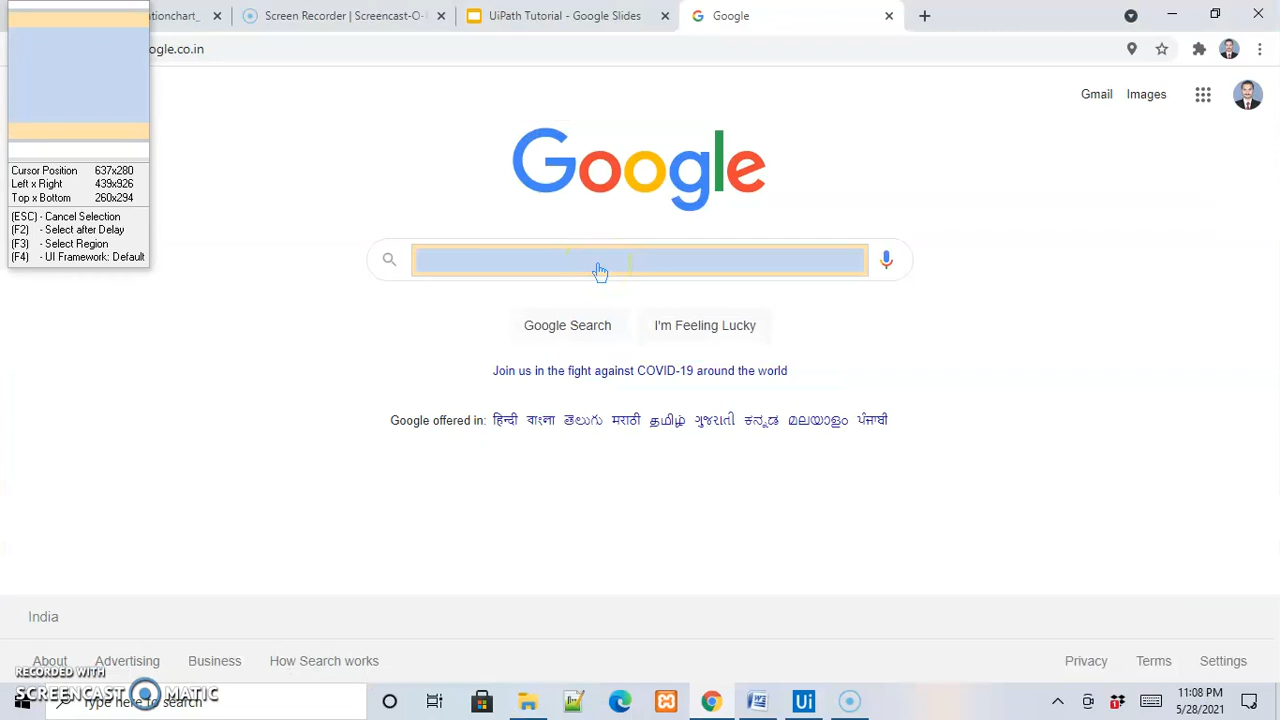 ationchart_
Screen Recorder | Screencast-O-
UiPath Tutorial - Google Slides
Google
ogle.co.in
Gmail
Images
Cursor Position 637x280
Left x Right 439x926
Top x Bottom 260x294
(ESC) - Cancel Selection
(F2) - Select after Delay
(F3) - Select Region
(F4) - UI Framework: Default
Google
Google Search
I'm Feeling Lucky
Join us in the fight against COVID-19 around the world
Google offered in: हिन्दी বাংলা తెలుగు मराठी தமிழ் ગુજરાતી ಕನ್ನಡ മലയാളം ਪੰਜਾਬੀ
India
About Advertising Business How Search works
Privacy Terms Settings
RECORDED WITH
SCREENCAST MATIC
Type here to search
Ui
11:08 PM
5/28/2021